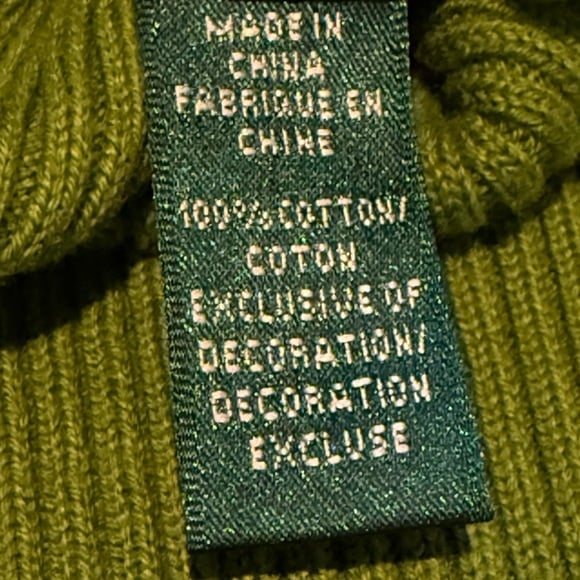 MADE IN
CHINA
FABRIQUE EN
CHINE
100% COTTON/
COTON
EXCLUSIVE OF
DECORATION/
DECORATION
EXCLUSE